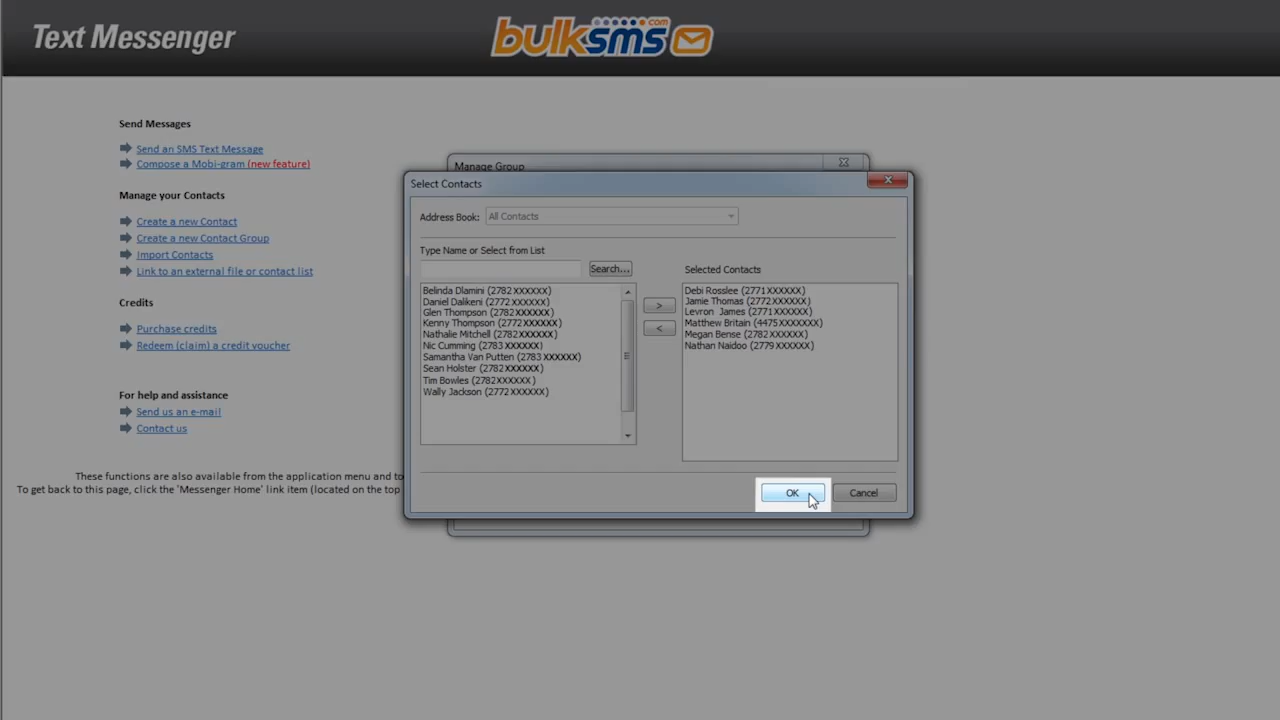 Text Messenger
bulksms.com
Send Messages
Send an SMS Text Message
Compose a Mobi-gram (new feature)
Manage your Contacts
Create a new Contact
Create a new Contact Group
Import Contacts
Link to an external file or contact list
Credits
Purchase credits
Redeem (claim) a credit voucher
For help and assistance
Send us an e-mail
Contact us
These functions are also available from the application menu and to
To get back to this page, click the 'Messenger Home' link item (located on the top
Manage Group
Select Contacts
Address Book: All Contacts
Type Name or Select from List
Search...
Belinda Dlamini (2782XXXXXX)
Daniel Dalikeni (2772XXXXXX)
Glen Thompson (2782XXXXXX)
Kenny Thompson (2772XXXXXX)
Nathalie Mitchell (2782XXXXXX)
Nic Cumming (2783XXXXXX)
Samantha Van Putten (2783XXXXXX)
Sean Holster (2782XXXXXX)
Tim Bowles (2782XXXXXX)
Wally Jackson (2772XXXXXX)
>
<
Selected Contacts
Debi Rosslee (2771XXXXXX)
Jamie Thomas (2772XXXXXX)
Levron James (2771XXXXXX)
Matthew Britain (4475XXXXXXX)
Megan Bense (2782XXXXXX)
Nathan Naidoo (2779XXXXXX)
OK
Cancel